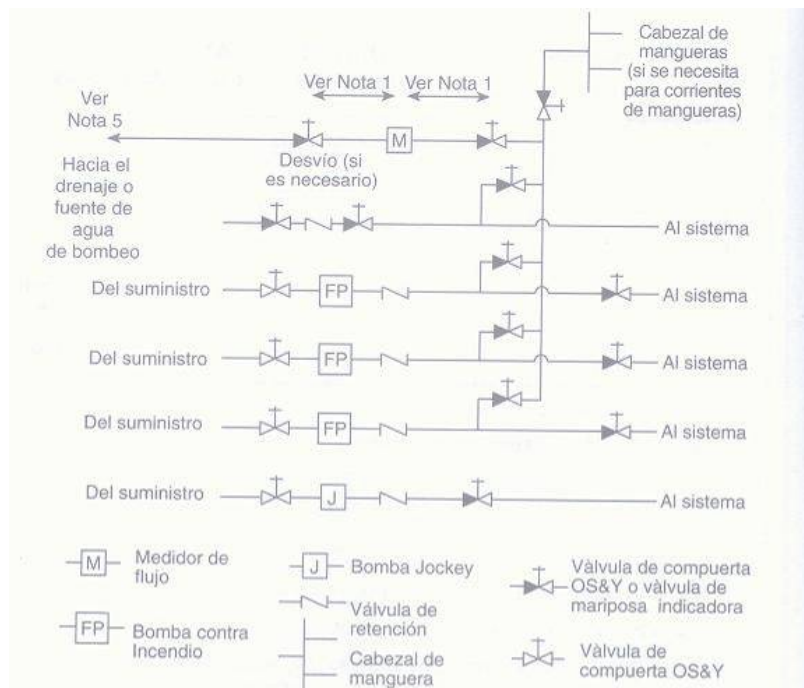 Cabezal de
mangueras
(si se necesita
para corrientes
de mangueras)
Ver Nota 1
Ver Nota 1
Ver
Nota 5
M
Hacia el
drenaje o
fuente de
agua
de bombeo
Desvío (si
es necesario)
Al sistema
Del suministro
FP
Al sistema
Del suministro
FP
Al sistema
Del suministro
FP
Al sistema
Del suministro
J
Al sistema
M
Medidor de
flujo
J
Bomba Jockey
Vàlvula de compuerta
OS&Y o vàlvula de
mariposa indicadora
FP
Bomba contra
Incendio
Válvula de
retención
Cabezal de
manguera
Vàlvula de
compuerta OS&Y